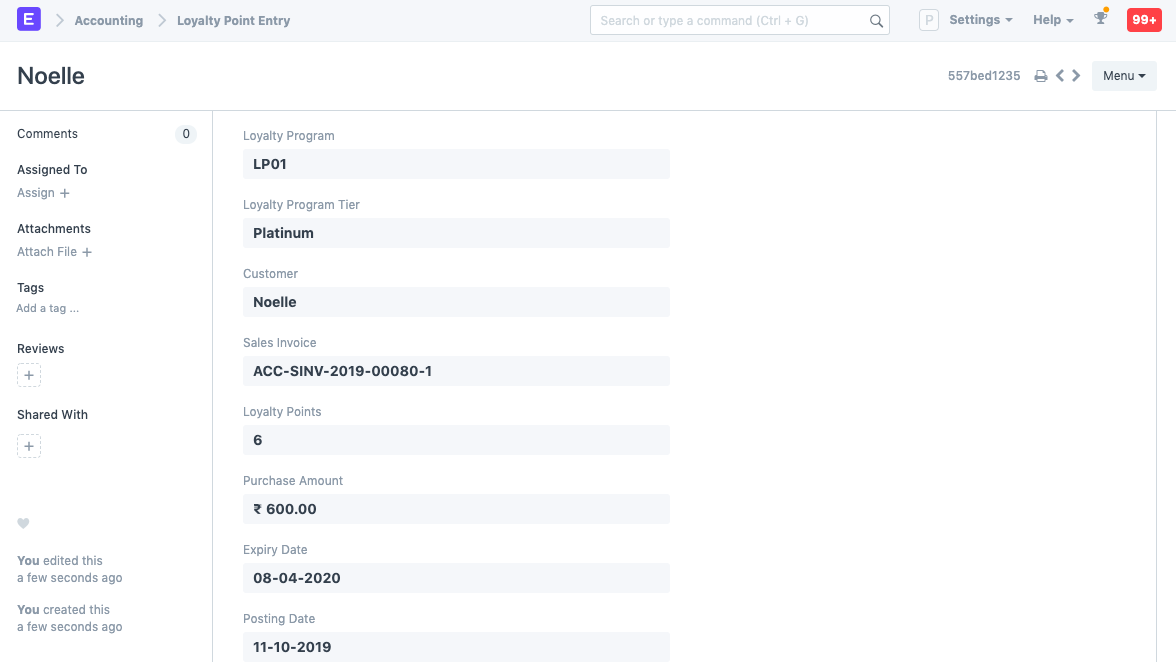 E Accounting Loyalty Point Entry Search or type a command (Ctrl + G) P Settings Help 99+
Noelle 557bed1235 Menu
Comments 0
Assigned To
Assign +
Attachments
Attach File +
Tags
Add a tag ...
Reviews
+
Shared With
+
You edited this
a few seconds ago
You created this
a few seconds ago
Loyalty Program
LP01
Loyalty Program Tier
Platinum
Customer
Noelle
Sales Invoice
ACC-SINV-2019-00080-1
Loyalty Points
6
Purchase Amount
₹ 600.00
Expiry Date
08-04-2020
Posting Date
11-10-2019